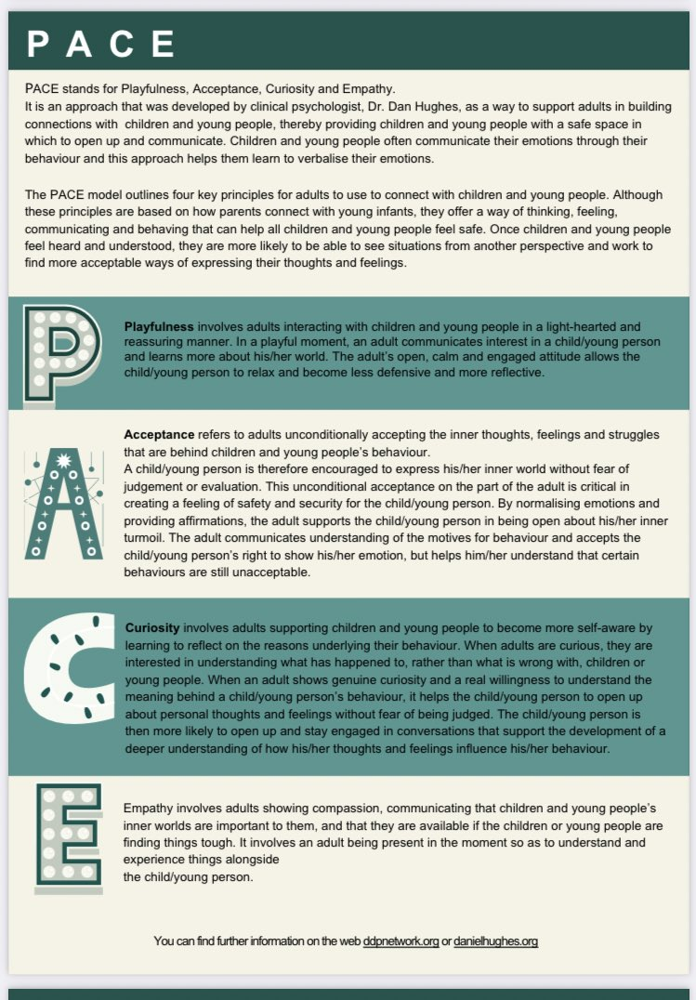 PACE
PACE stands for Playfulness, Acceptance, Curiosity and Empathy.
It is an approach that was developed by clinical psychologist, Dr. Dan Hughes, as a way to support adults in building
connections with children and young people, thereby providing children and young people with a safe space in
which to open up and communicate. Children and young people often communicate their emotions through their
behaviour and this approach helps them learn to verbalise their emotions.
The PACE model outlines four key principles for adults to use to connect with children and young people. Although
these principles are based on how parents connect with young infants, they offer a way of thinking, feeling,
communicating and behaving that can help all children and young people feel safe. Once children and young people
feel heard and understood, they are more likely to be able to see situations from another perspective and work to
find more acceptable ways of expressing their thoughts and feelings.
P
Playfulness involves adults interacting with children and young people in a light-hearted and
reassuring manner. In a playful moment, an adult communicates interest in a child/young person
and learns more about his/her world. The adult's open, calm and engaged attitude allows the
child/young person to relax and become less defensive and more reflective.
A
Acceptance refers to adults unconditionally accepting the inner thoughts, feelings and struggles
that are behind children and young people's behaviour.
A child/young person is therefore encouraged to express his/her inner world without fear of
judgement or evaluation. This unconditional acceptance on the part of the adult is critical in
creating a feeling of safety and security for the child/young person. By normalising emotions and
providing affirmations, the adult supports the child/young person in being open about his/her inner
turmoil. The adult communicates understanding of the motives for behaviour and accepts the
child/young person's right to show his/her emotion, but helps him/her understand that certain
behaviours are still unacceptable.
C
Curiosity involves adults supporting children and young people to become more self-aware by
learning to reflect on the reasons underlying their behaviour. When adults are curious, they are
interested in understanding what has happened to, rather than what is wrong with, children or
young people. When an adult shows genuine curiosity and a real willingness to understand the
meaning behind a child/young person's behaviour, it helps the child/young person to open up
about personal thoughts and feelings without fear of being judged. The child/young person is
then more likely to open up and stay engaged in conversations that support the development of a
deeper understanding of how his/her thoughts and feelings influence his/her behaviour.
E
Empathy involves adults showing compassion, communicating that children and young people's
inner worlds are important to them, and that they are available if the children or young people are
finding things tough. It involves an adult being present in the moment so as to understand and
experience things alongside
the child/young person.
You can find further information on the web ddpnetwork.org or danielhughes.org